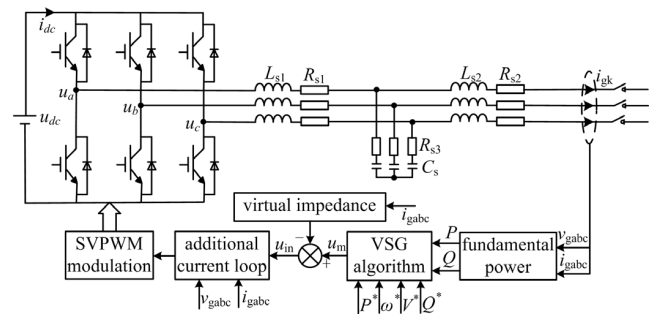 i_dc
L_s1
R_s1
L_s2
R_s2
i_gk
u_a
u_b
u_c
u_dc
R_s3
C_s
virtual impedance
i_gabc
SVPWM
modulation
additional
current loop
u_in
−
+
u_m
VSG
algorithm
P
Q
fundamental
power
v_gabc
i_gabc
v_gabc
i_gabc
P* ω* V* Q*